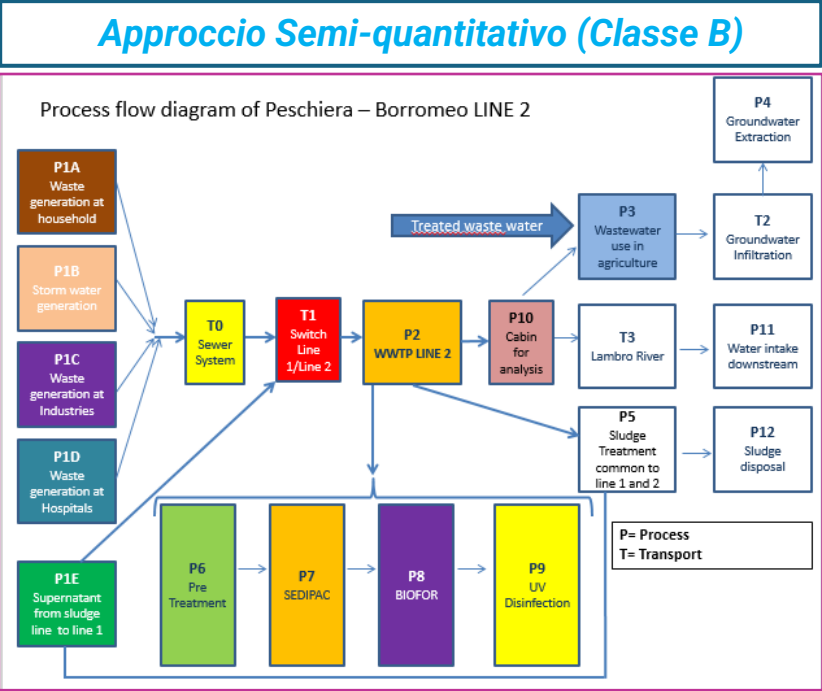 Approccio Semi-quantitativo (Classe B)
Process flow diagram of Peschiera – Borromeo LINE 2
P4
Groundwater
Extraction
P1A
Waste
generation at
household
P1B
Storm water
generation
P1C
Waste
generation at
Industries
P1D
Waste
generation at
Hospitals
P1E
Supernatant
from sludge
line to line 1
T0
Sewer
System
T1
Switch
Line
1/Line 2
P2
WWTP LINE 2
P10
Cabin
for
analysis
Treated waste water
P3
Wastewater
use in
agriculture
T2
Groundwater
Infiltration
T3
Lambro River
P11
Water intake
downstream
P5
Sludge
Treatment
common to
line 1 and 2
P12
Sludge
disposal
P6
Pre
Treatment
P7
SEDIPAC
P8
BIOFOR
P9
UV
Disinfection
P= Process
T= Transport